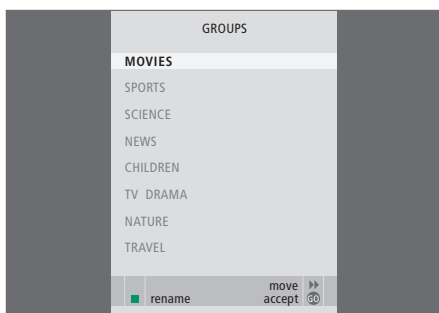 GROUPS
MOVIES
SPORTS
SCIENCE
NEWS
CHILDREN
TV DRAMA
NATURE
TRAVEL
move
rename accept GO